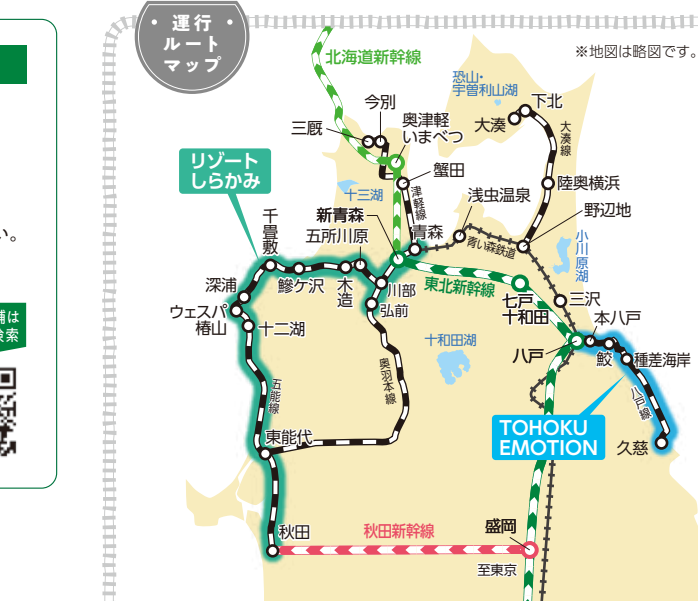 ・運行・
ルート
マップ
※地図は略図です。
北海道新幹線
恐山・
宇曽利山湖
今別
三厩
奥津軽
いまべつ
大湊
下北
大湊線
リゾート
しらかみ
蟹田
十三湖
津軽線
陸奥横浜
浅虫温泉
野辺地
千畳敷
新青森
五所川原
青森
青い森鉄道
小川原湖
い。
深浦
鰺ケ沢
木造
川部
東北新幹線
七戸
十和田
三沢
ウェスパ
椿山
弘前
本八戸
舗は
検索
十二湖
十和田湖
八戸
鮫
種差海岸
奥羽本線
五能線
八戸線
TOHOKU
EMOTION
久慈
東能代
秋田
秋田新幹線
盛岡
至東京